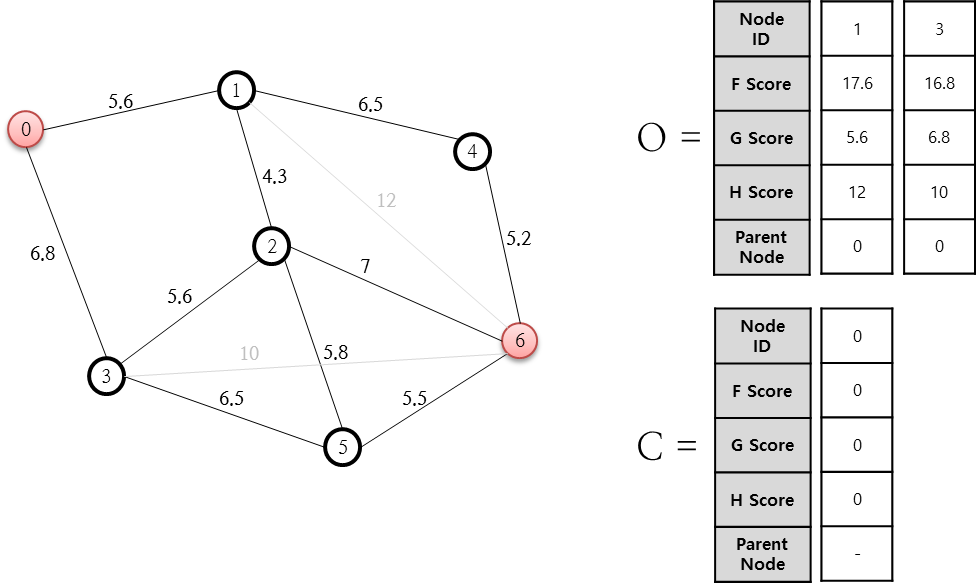 0
5.6
1
6.5
4
12
4.3
5.2
2
7
6.8
5.6
6
10
5.8
3
6.5
5.5
5
O =
Node
ID
1
3
F Score
17.6
16.8
G Score
5.6
6.8
H Score
12
10
Parent
Node
0
0
C =
Node
ID
0
F Score
0
G Score
0
H Score
0
Parent
Node
-